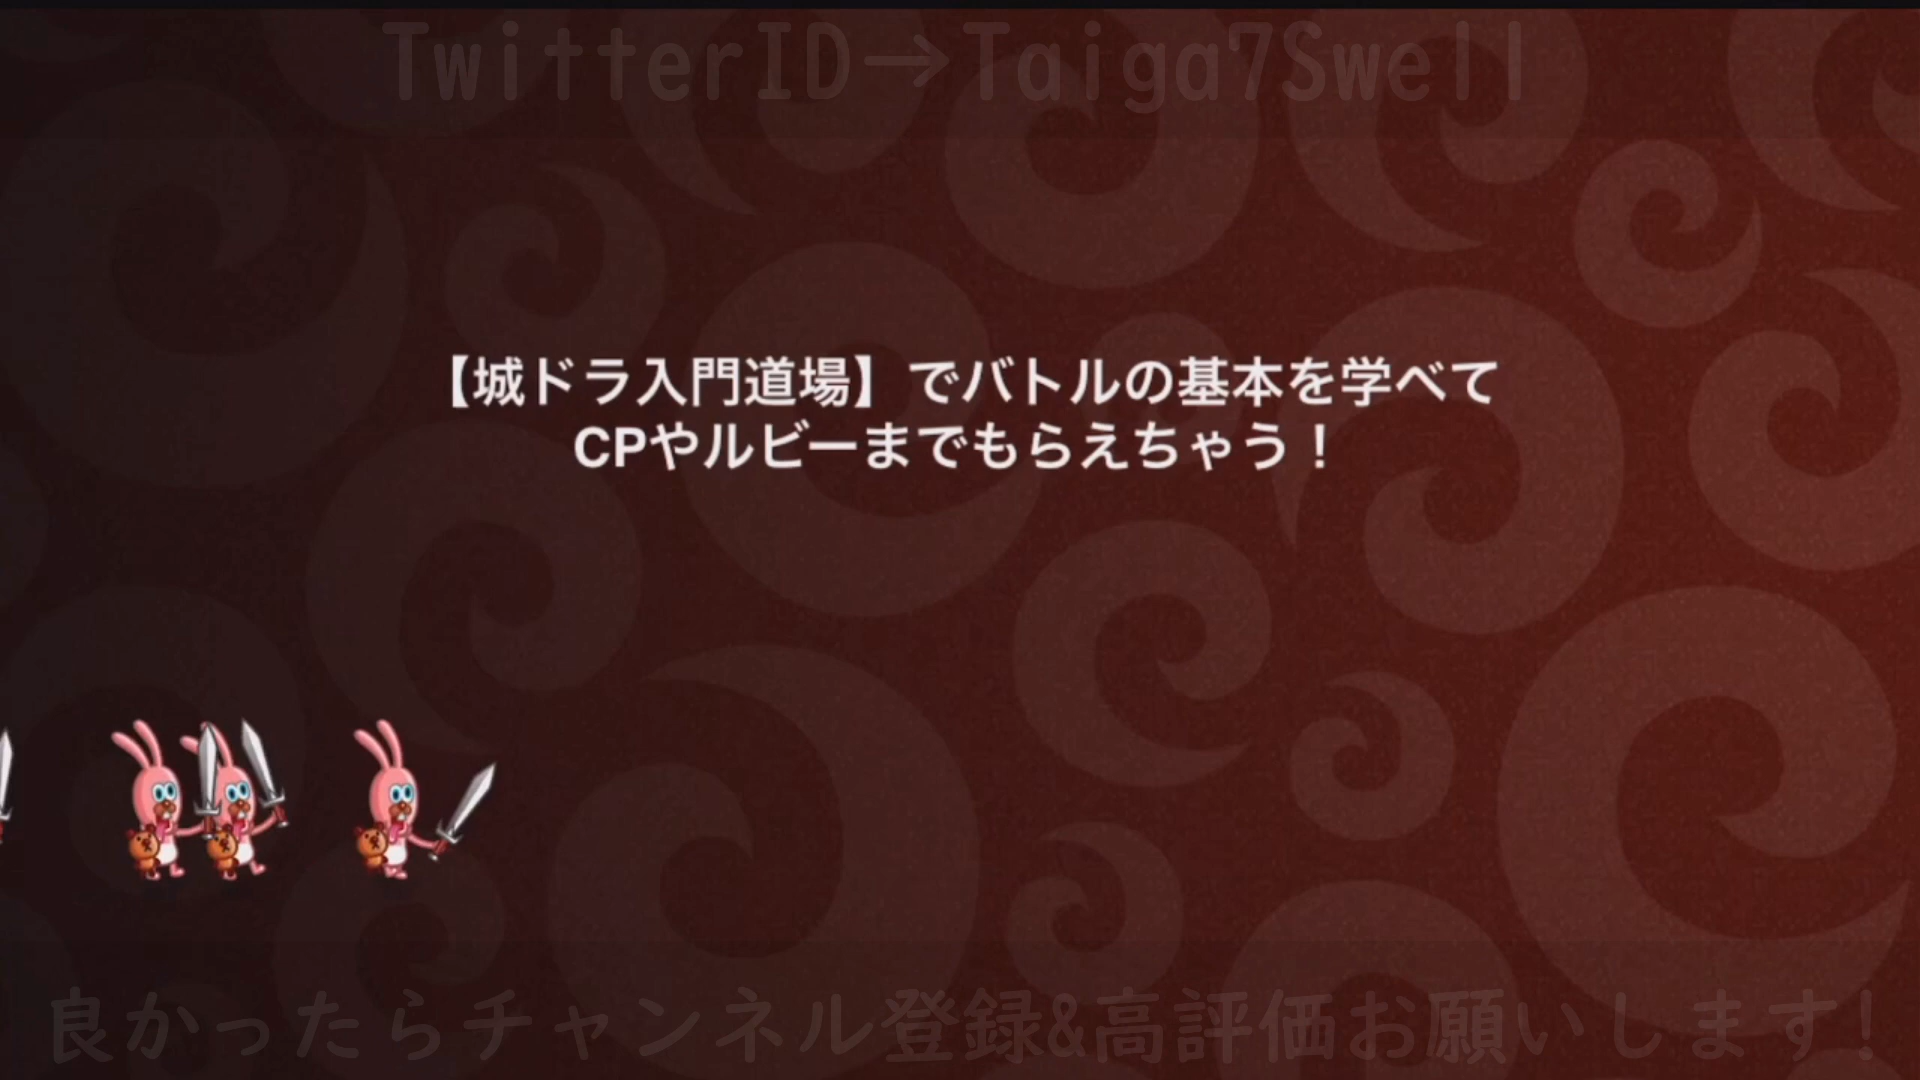 TwitterID→Taiga7Swell
【城ドラ入門道場】でバトルの基本を学べて
CPやルビーまでもらえちゃう！
良かったらチャンネル登録&高評価お願いします!